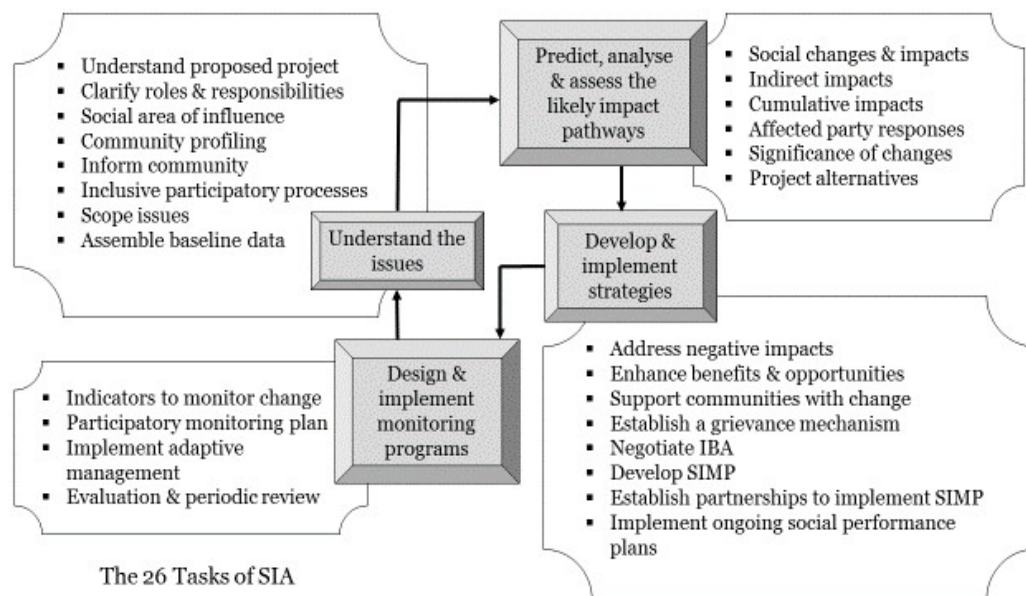 Understand proposed project
Clarify roles & responsibilities
Social area of influence
Community profiling
Inform community
Inclusive participatory processes
Scope issues
Assemble baseline data
Understand the
issues
Predict, analyse
& assess the
likely impact
pathways
Social changes & impacts
Indirect impacts
Cumulative impacts
Affected party responses
Significance of changes
Project alternatives
Develop &
implement
strategies
Address negative impacts
Enhance benefits & opportunities
Support communities with change
Establish a grievance mechanism
Negotiate IBA
Develop SIMP
Establish partnerships to implement SIMP
Implement ongoing social performance
plans
Design &
implement
monitoring
programs
Indicators to monitor change
Participatory monitoring plan
Implement adaptive
management
Evaluation & periodic review
The 26 Tasks of SIA